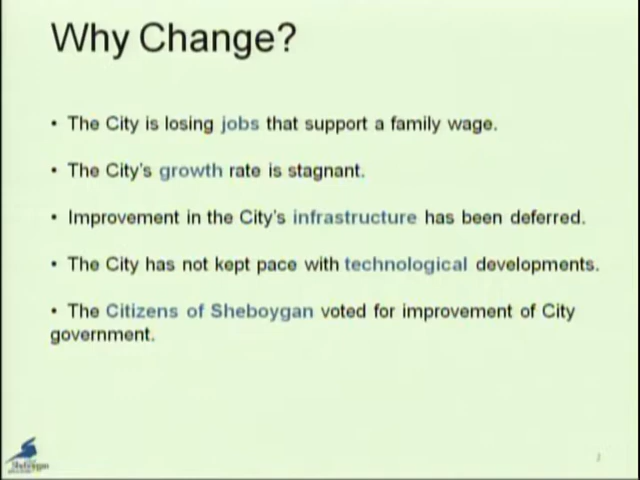 Why Change?
• The City is losing jobs that support a family wage.
• The City's growth rate is stagnant.
• Improvement in the City's infrastructure has been deferred.
• The City has not kept pace with technological developments.
• The Citizens of Sheboygan voted for improvement of City
government.
Sheboygan